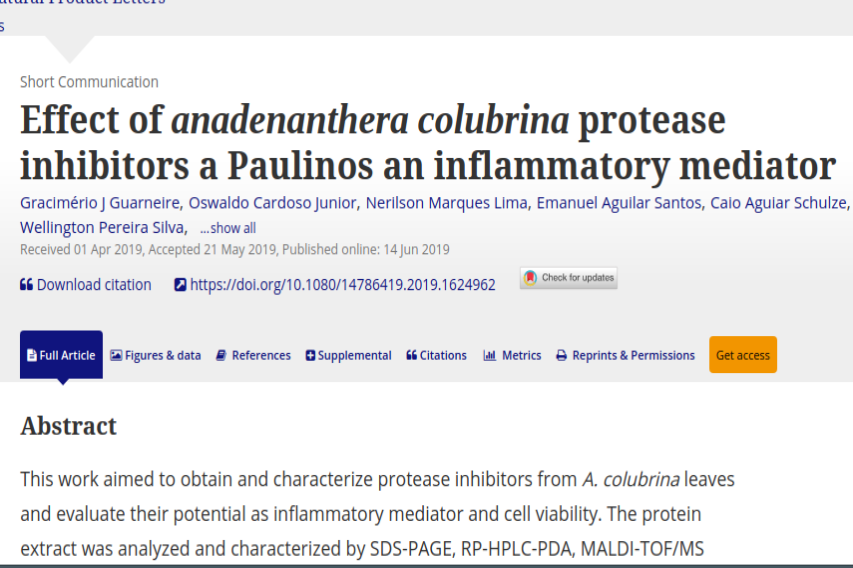 atural Product Letters
s
Short Communication
Effect of anadenanthera colubrina protease
inhibitors a Paulinos an inflammatory mediator
Gracimério J Guarneire, Oswaldo Cardoso Junior, Nerilson Marques Lima, Emanuel Aguilar Santos, Caio Aguiar Schulze,
Wellington Pereira Silva, ...show all
Received 01 Apr 2019, Accepted 21 May 2019, Published online: 14 Jun 2019
Download citation https://doi.org/10.1080/14786419.2019.1624962 Check for updates
Full Article Figures & data References Supplemental Citations Metrics Reprints & Permissions Get access
Abstract
This work aimed to obtain and characterize protease inhibitors from A. colubrina leaves
and evaluate their potential as inflammatory mediator and cell viability. The protein
extract was analyzed and characterized by SDS-PAGE, RP-HPLC-PDA, MALDI-TOF/MS